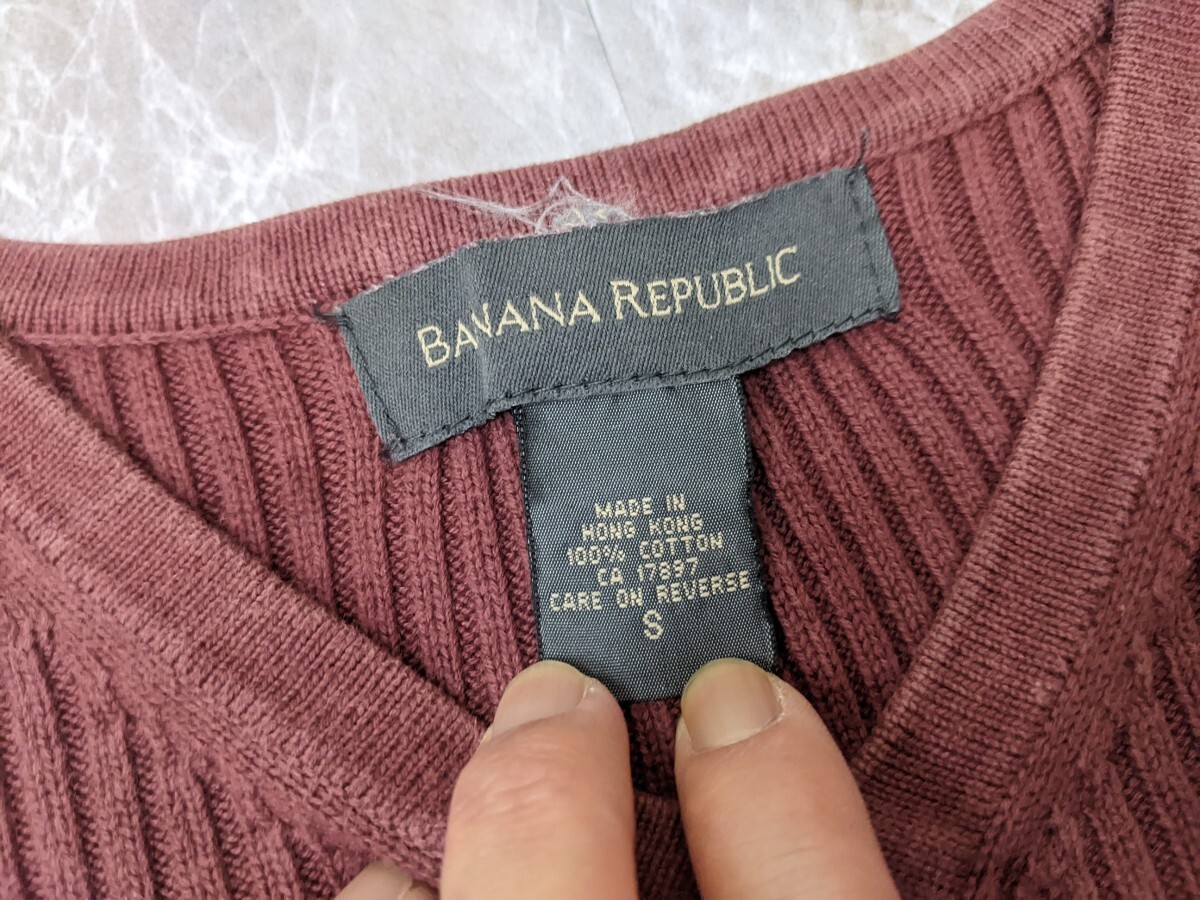 BANANA REPUBLIC
MADE IN
HONG KONG
100% COTTON
CA 17897
CARE ON REVERSE
S